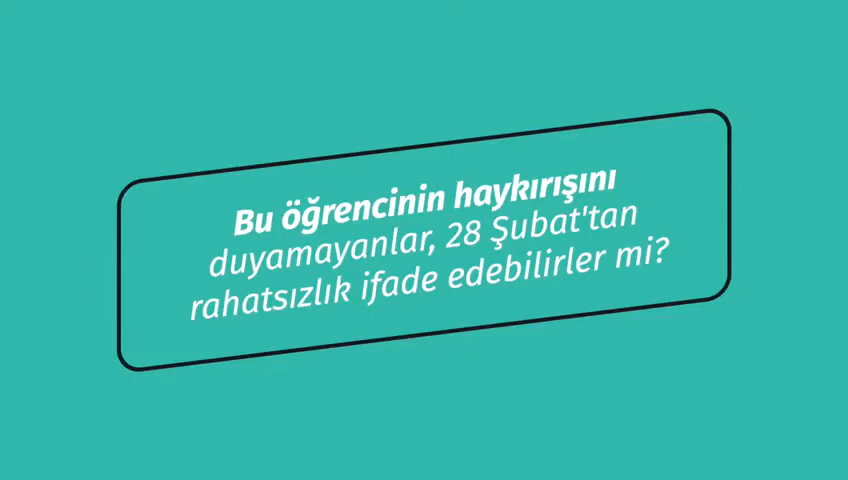 Bu öğrencinin haykırışını
duyamayanlar, 28 Şubat'tan
rahatsızlık ifade edebilirler mi?